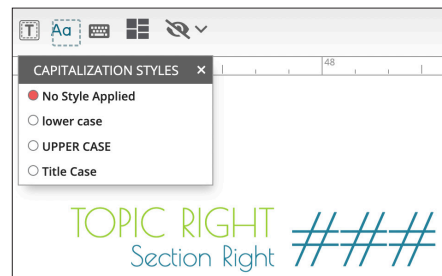 T Aa
48
CAPITALIZATION STYLES ×
No Style Applied
lower case
UPPER CASE
Title Case
TOPIC RIGHT
Section Right
###